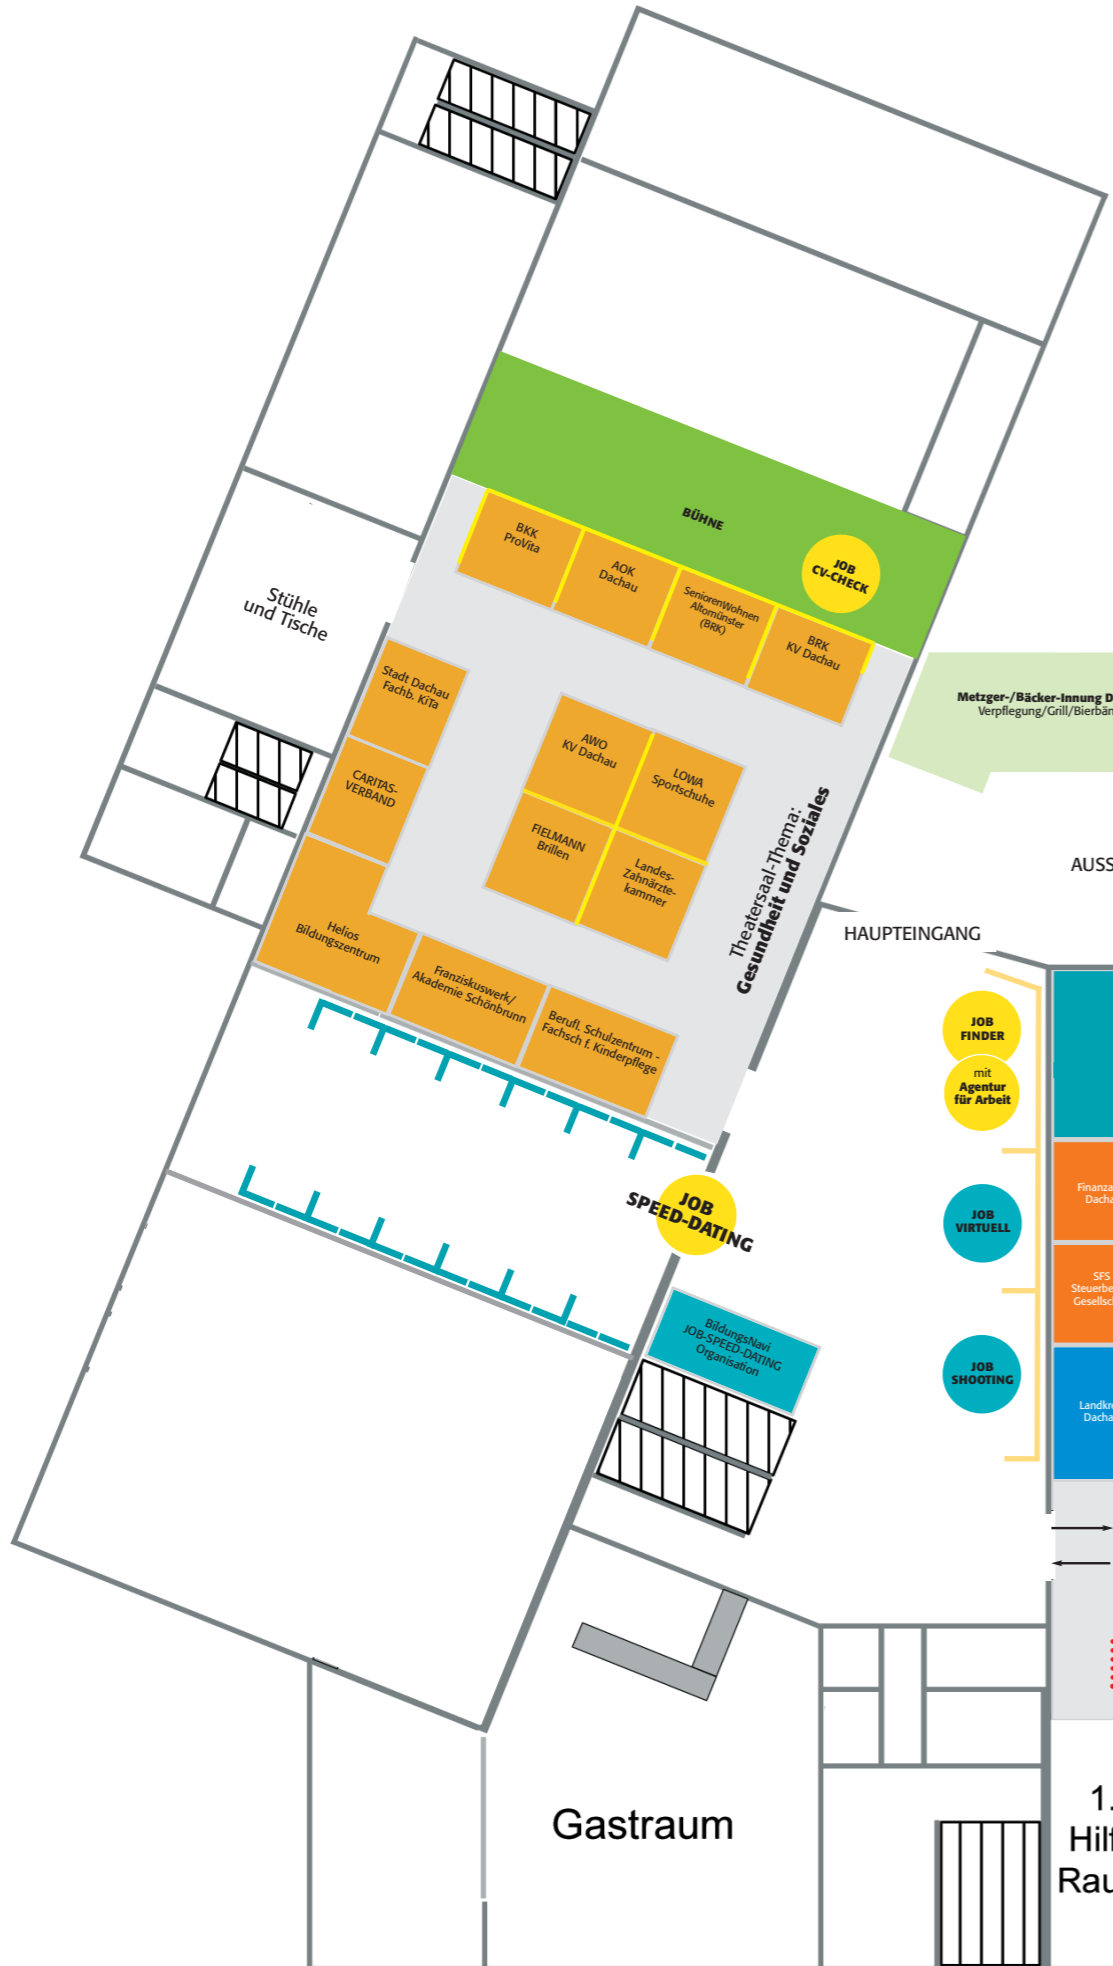 BÜHNE
JOB
CV-CHECK
BKK
ProVita
AOK
Dachau
SeniorenWohnen
Altomünster
(BRK)
BRK
KV Dachau
Stühle
und Tische
Stadt Dachau
Fachb. KiTa
CARITAS-
VERBAND
Helios
Bildungszentrum
Franziskuswerk/
Akademie Schönbrunn
Berufl. Schulzentrum -
Fachsch f. Kinderpflege
AWO
KV Dachau
LOWA
Sportschuhe
FIELMANN
Brillen
Landes-
Zahnärzte-
kammer
Theatersaal-Thema:
Gesundheit und Soziales
Metzger-/Bäcker-Innung D
Verpflegung/Grill/Bierbän
AUSS
HAUPTEINGANG
JOB
FINDER
mit
Agentur
für Arbeit
JOB
VIRTUELL
JOB
SHOOTING
Finanza
Dacha
SFS
Steuerbe
Gesellsch
Landkr
Dacha
JOB
SPEED-DATING
BildungsNavi
JOB-SPEED-DATING
Organisation
Gastraum
1.
Hilf
Rau